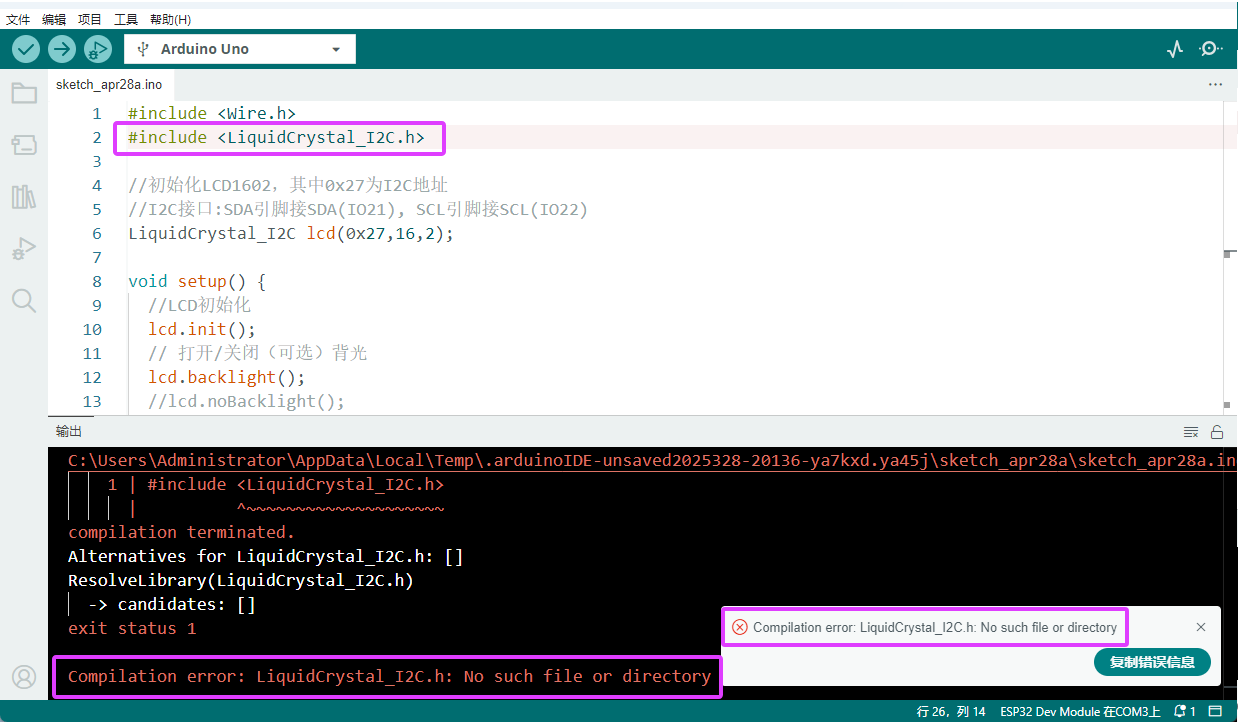 文件 编辑 项目 工具 帮助(H)
Arduino Uno
sketch_apr28a.ino
1 #include <Wire.h>
2 #include <LiquidCrystal_I2C.h>
3
4 //初始化LCD1602，其中0x27为I2C地址
5 //I2C接口:SDA引脚接SDA(IO21), SCL引脚接SCL(IO22)
6 LiquidCrystal_I2C lcd(0x27,16,2);
7
8 void setup() {
9 //LCD初始化
10 lcd.init();
11 // 打开/关闭（可选）背光
12 lcd.backlight();
13 //lcd.noBacklight();
输出
C:\Users\Administrator\AppData\Local\Temp\.arduinoIDE-unsaved2025328-20136-ya7kxd.ya45j\sketch_apr28a\sketch_apr28a.in
1 | #include <LiquidCrystal_I2C.h>
| ^~~~~~~~~~~~~~~~~~~~~
compilation terminated.
Alternatives for LiquidCrystal_I2C.h: []
ResolveLibrary(LiquidCrystal_I2C.h)
-> candidates: []
exit status 1
Compilation error: LiquidCrystal_I2C.h: No such file or directory
Compilation error: LiquidCrystal_I2C.h: No such file or directory
复制错误信息
行 26，列 14 ESP32 Dev Module 在COM3上 1